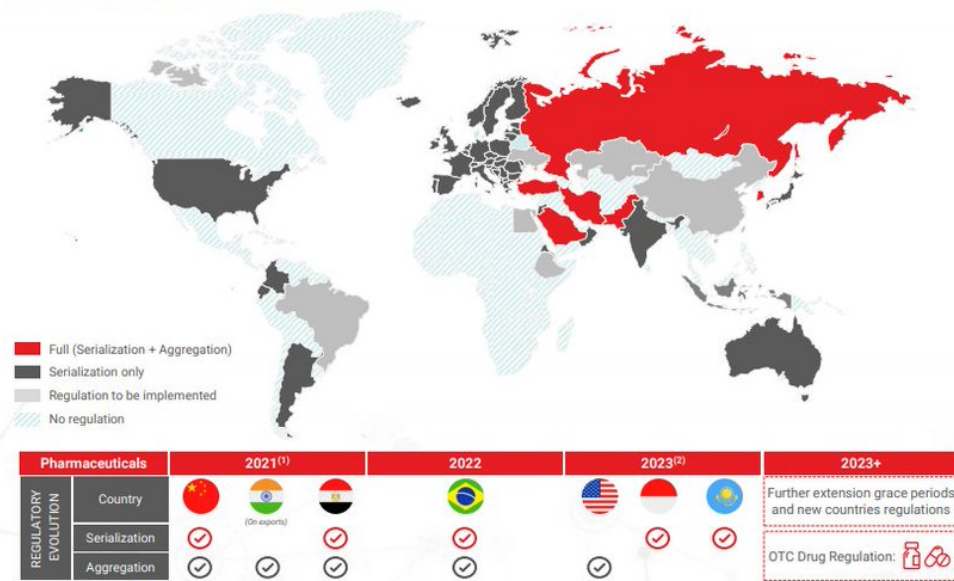 Full (Serialization + Aggregation)
Serialization only
Regulation to be implemented
No regulation
Pharmaceuticals
2021(1)
2022
2023(2)
2023+
REGULATORY
EVOLUTION
Country
(On exports)
Further extension grace periods
and new countries regulations
Serialization
Aggregation
OTC Drug Regulation: